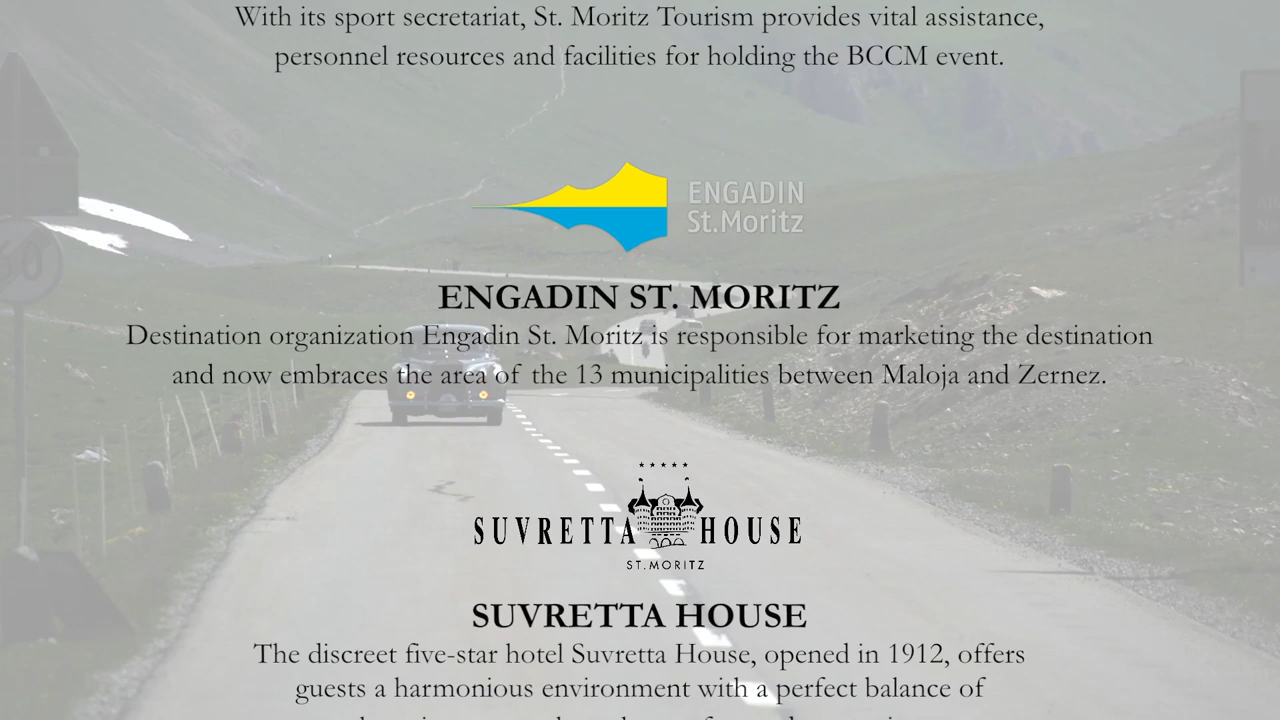 With its sport secretariat, St. Moritz Tourism provides vital assistance,
personnel resources and facilities for holding the BCCM event.
ENGADIN
St.Moritz
ENGADIN ST. MORITZ
Destination organization Engadin St. Moritz is responsible for marketing the destination
and now embraces the area of the 13 municipalities between Maloja and Zernez.
SUVRETTA HOUSE
ST.MORITZ
SUVRETTA HOUSE
The discreet five-star hotel Suvretta House, opened in 1912, offers
guests a harmonious environment with a perfect balance of